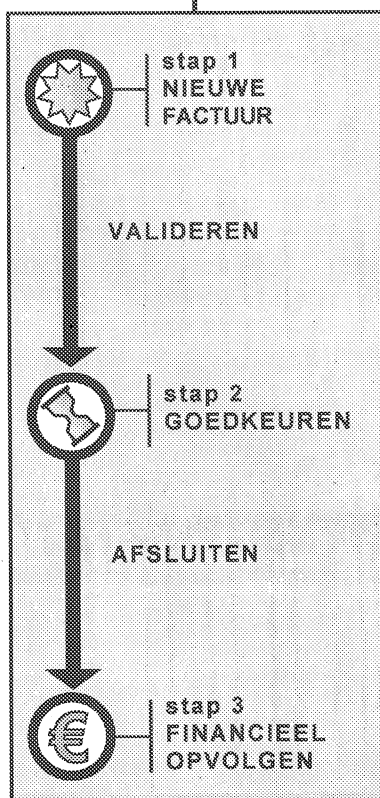 stap 1
NIEUWE
FACTUUR
VALIDEREN
stap 2
GOEDKEUREN
AFSLUITEN
€
stap 3
FINANCIEEL
OPVOLGEN